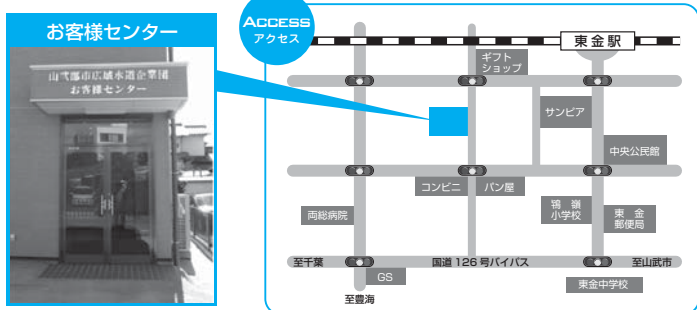 お客様センター
山武郡市広域水道企業団
お客様センター
ACCESS
アクセス
東金駅
ギフト
ショップ
サンピア
中央公民館
コンビニ
パン屋
両総病院
鴇嶺
小学校
東金
郵便局
至千葉
国道126号バイパス
至山武市
GS
東金中学校
至豊海